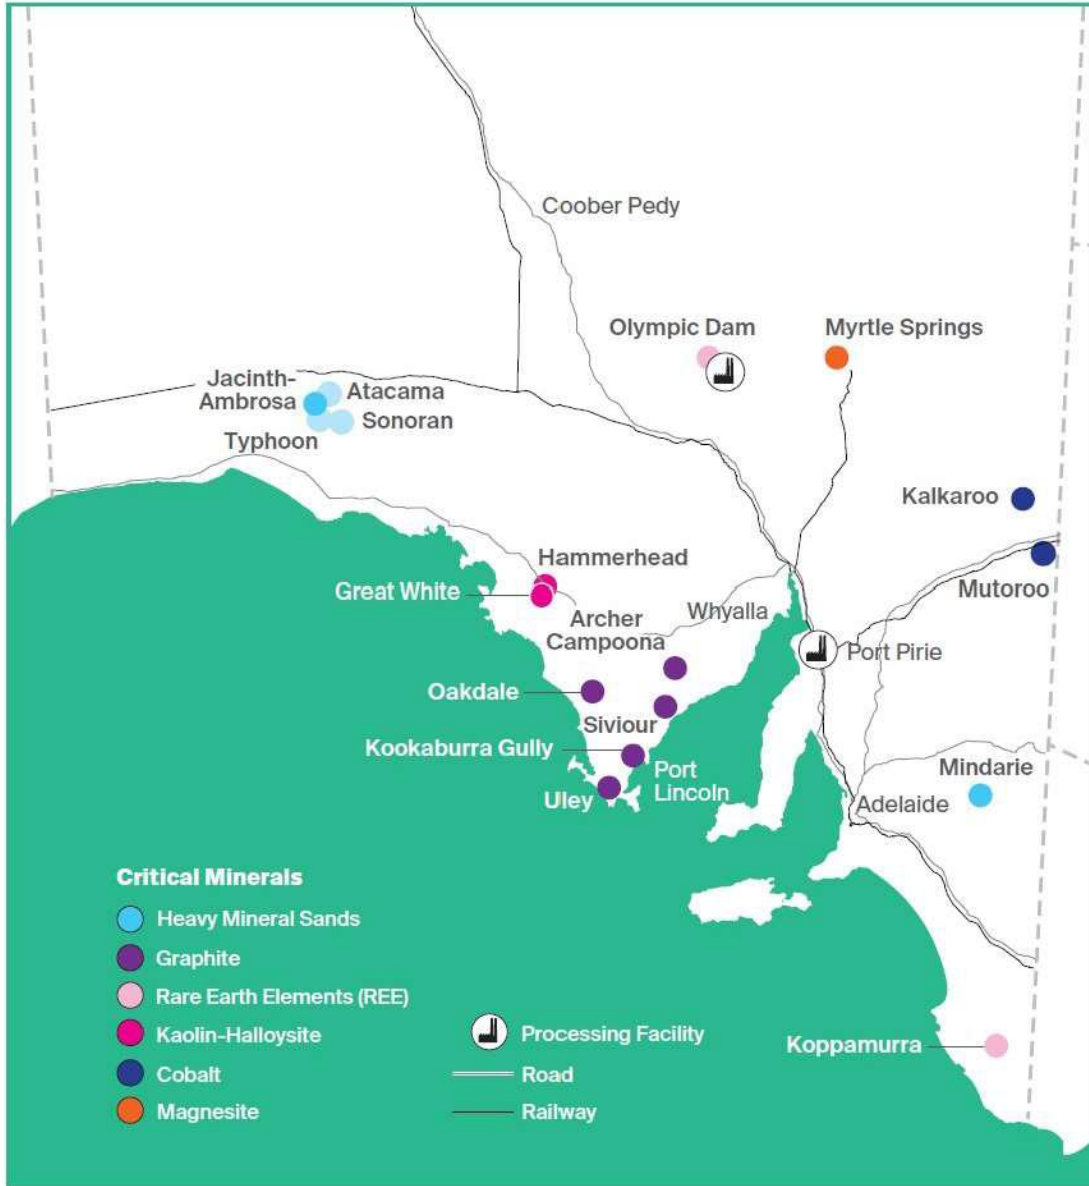 Coober Pedy
Olympic Dam
Myrtle Springs
Jacinth-
Ambrosa
Atacama
Sonoran
Typhoon
Kalkaroo
Hammerhead
Great White
Mutoroo
Archer
Campoona
Whyalla
Port Pirie
Oakdale
Siviour
Kookaburra Gully
Port
Lincoln
Mindarie
Uley
Adelaide
Critical Minerals
Heavy Mineral Sands
Graphite
Rare Earth Elements (REE)
Kaolin-Halloysite
Cobalt
Magnesite
Processing Facility
Road
Railway
Koppamurra